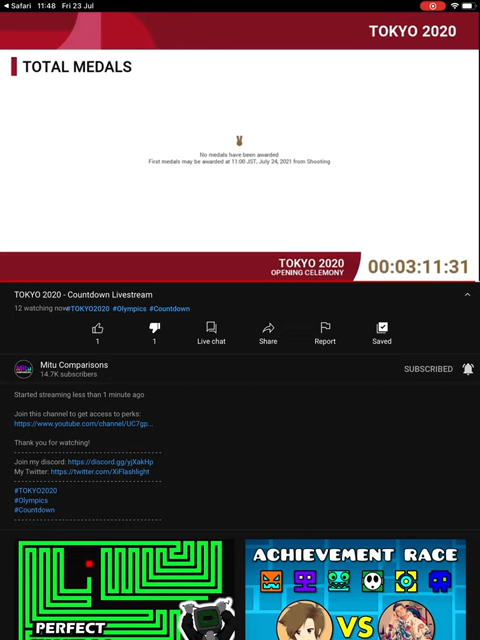 Safari 11:48 Fri 23 Jul
TOKYO 2020
TOTAL MEDALS
No medals have been awarded
First medals may be awarded at 11:00 JST, July 24, 2021 from Shooting
TOKYO 2020
OPENING CELEMONY
00:03:11:31
TOKYO 2020 - Countdown Livestream
12 watching now #TOKYO2020 #Olympics #Countdown
1 1 Live chat Share Report Saved
Mitu Comparisons
14.7K subscribers
SUBSCRIBED
Started streaming less than 1 minute ago
Join this channel to get access to perks:
https://www.youtube.com/channel/UC7gp...
Thank you for watching!
- - - - - - - - - - - - - - - - - - - - - - - - - - - - - -
Join my discord: https://discord.gg/yjXakHp
My Twitter: https://twitter.com/XiFlashlight
- - - - - - - - - - - - - - - - - - - - - - - - - - - - - -
#TOKYO2020
#Olympics
#Countdown
- - - - - - - - - - - - - - - - - - - - - - - - - - - - - -
PERFECT
ACHIEVEMENT RACE
VS